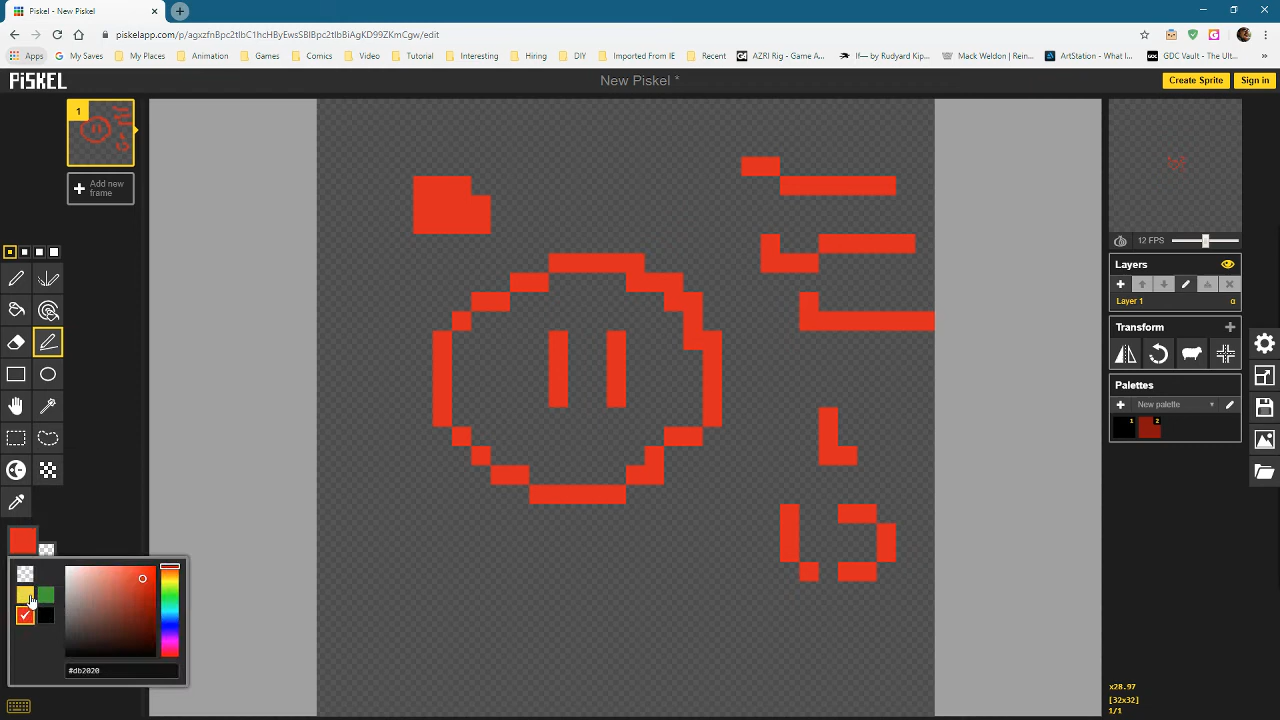 Piskel - New Piskel
piskelapp.com/p/agxzfnBpc2tlbC1hcHByEwsSBlBpc2tlbBiAgKD99ZKmCgw/edit
Apps My Saves My Places Animation Games Comics Video Tutorial Interesting Hiring DIY Imported From IE Recent AZRI Rig - Game A... If— by Rudyard Kip... Mack Weldon | Rein... ArtStation - What I... GDC Vault - The Ult... »
PiSKEL New Piskel * Create Sprite Sign in
1
Add new
frame
12 FPS
Layers
Layer 1 α
Transform
Palettes
New palette
1 2
#db2020
x28.97
[32x32]
1/1